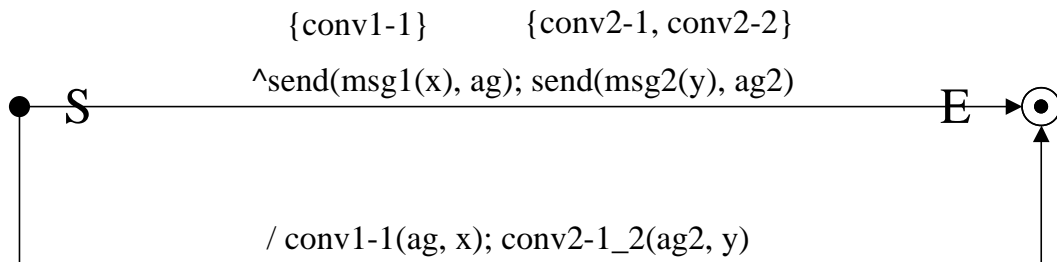 {conv1-1} {conv2-1, conv2-2}
^send(msg1(x), ag); send(msg2(y), ag2)
S E
/ conv1-1(ag, x); conv2-1_2(ag2, y)